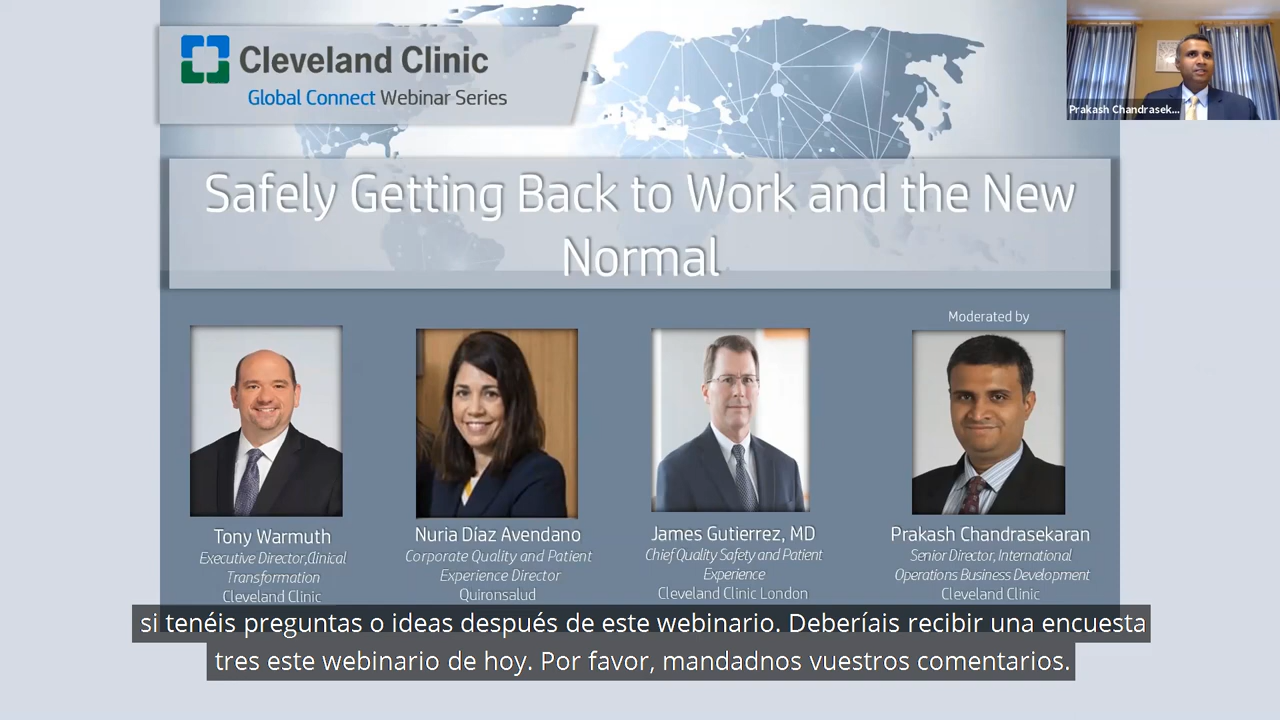 Cleveland Clinic
Global Connect Webinar Series
Prakash Chandrasek...
Safely Getting Back to Work and the New
Normal
Moderated by
Tony Warmuth
Executive Director,Clinical
Transformation
Cleveland Clinic
Nuria Díaz Avendano
Corporate Quality and Patient
Experience Director
Quironsalud
James Gutierrez, MD
Chief Quality Safety and Patient
Experience
Cleveland Clinic London
Prakash Chandrasekaran
Senior Director, International
Operations Business Development
Cleveland Clinic
si tenéis preguntas o ideas después de este webinario. Deberíais recibir una encuesta
tres este webinario de hoy. Por favor, mandadnos vuestros comentarios.